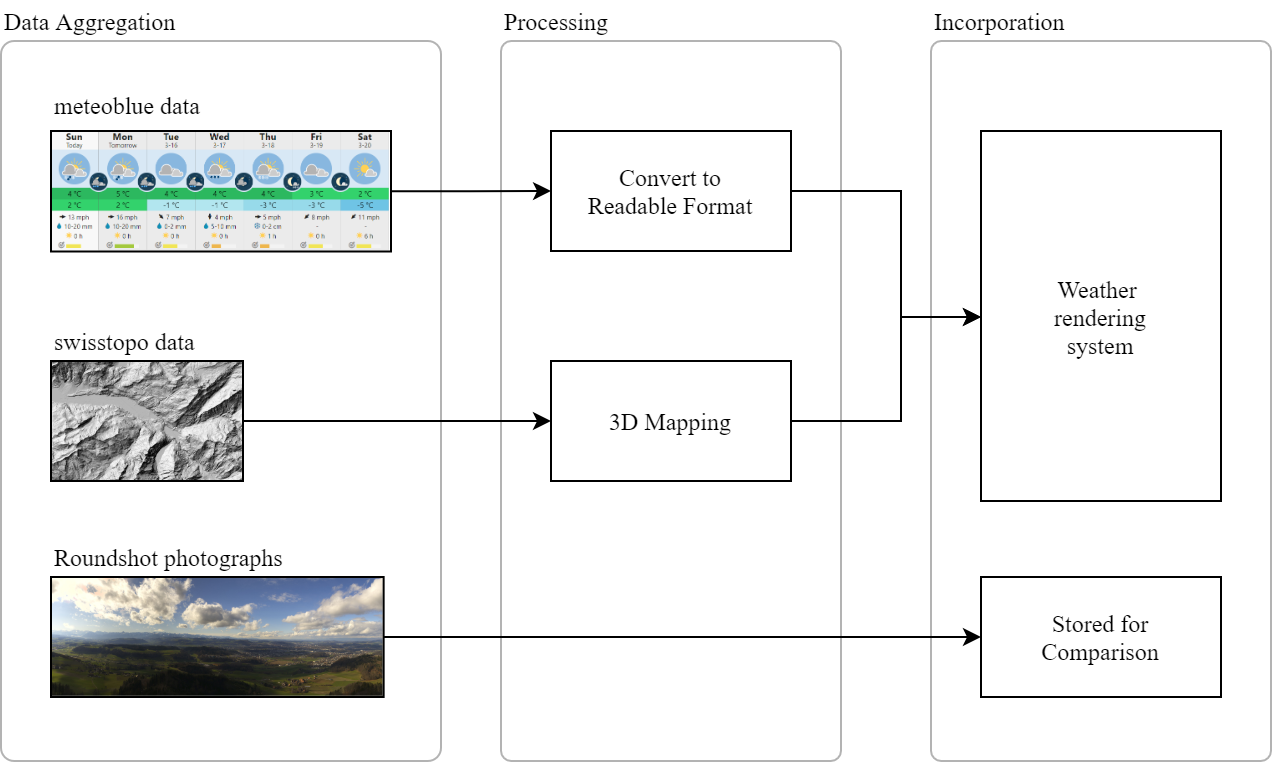 Data Aggregation
Processing
Incorporation
meteoblue data
Sun Mon Tue Wed Thu Fri Sat
Today Tomorrow 3-16 3-17 3-18 3-19 3-20
4 °C 5 °C 4 °C 4 °C 4 °C 3 °C 2 °C
2 °C 2 °C -1 °C -1 °C -3 °C -3 °C -5 °C
13 mph 16 mph 7 mph 4 mph 5 mph 8 mph 11 mph
10-20 mm 10-20 mm 0-2 mm 5-10 mm 0-2 cm - -
0 h 0 h 0 h 0 h 1 h 0 h 6 h
Convert to
Readable Format
Weather
rendering
system
swisstopo data
3D Mapping
Roundshot photographs
Stored for
Comparison